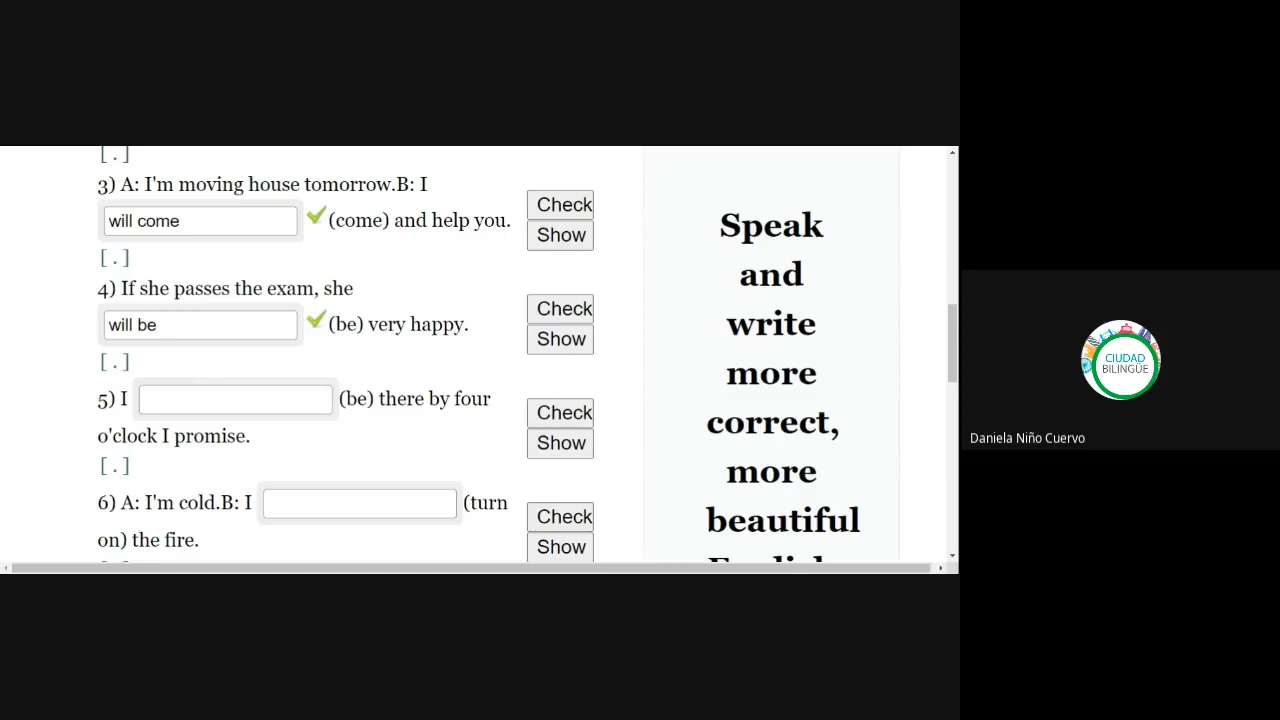 [ . ]
3) A: I'm moving house tomorrow.B: I
will come (come) and help you.
Check
Show
[ . ]
4) If she passes the exam, she
will be (be) very happy.
Check
Show
[ . ]
5) I (be) there by four
o'clock I promise.
Check
Show
[ . ]
6) A: I'm cold.B: I (turn
on) the fire.
Check
Show
Speak
and
write
more
correct,
more
beautiful
CIUDAD
BILINGÜE
Daniela Niño Cuervo